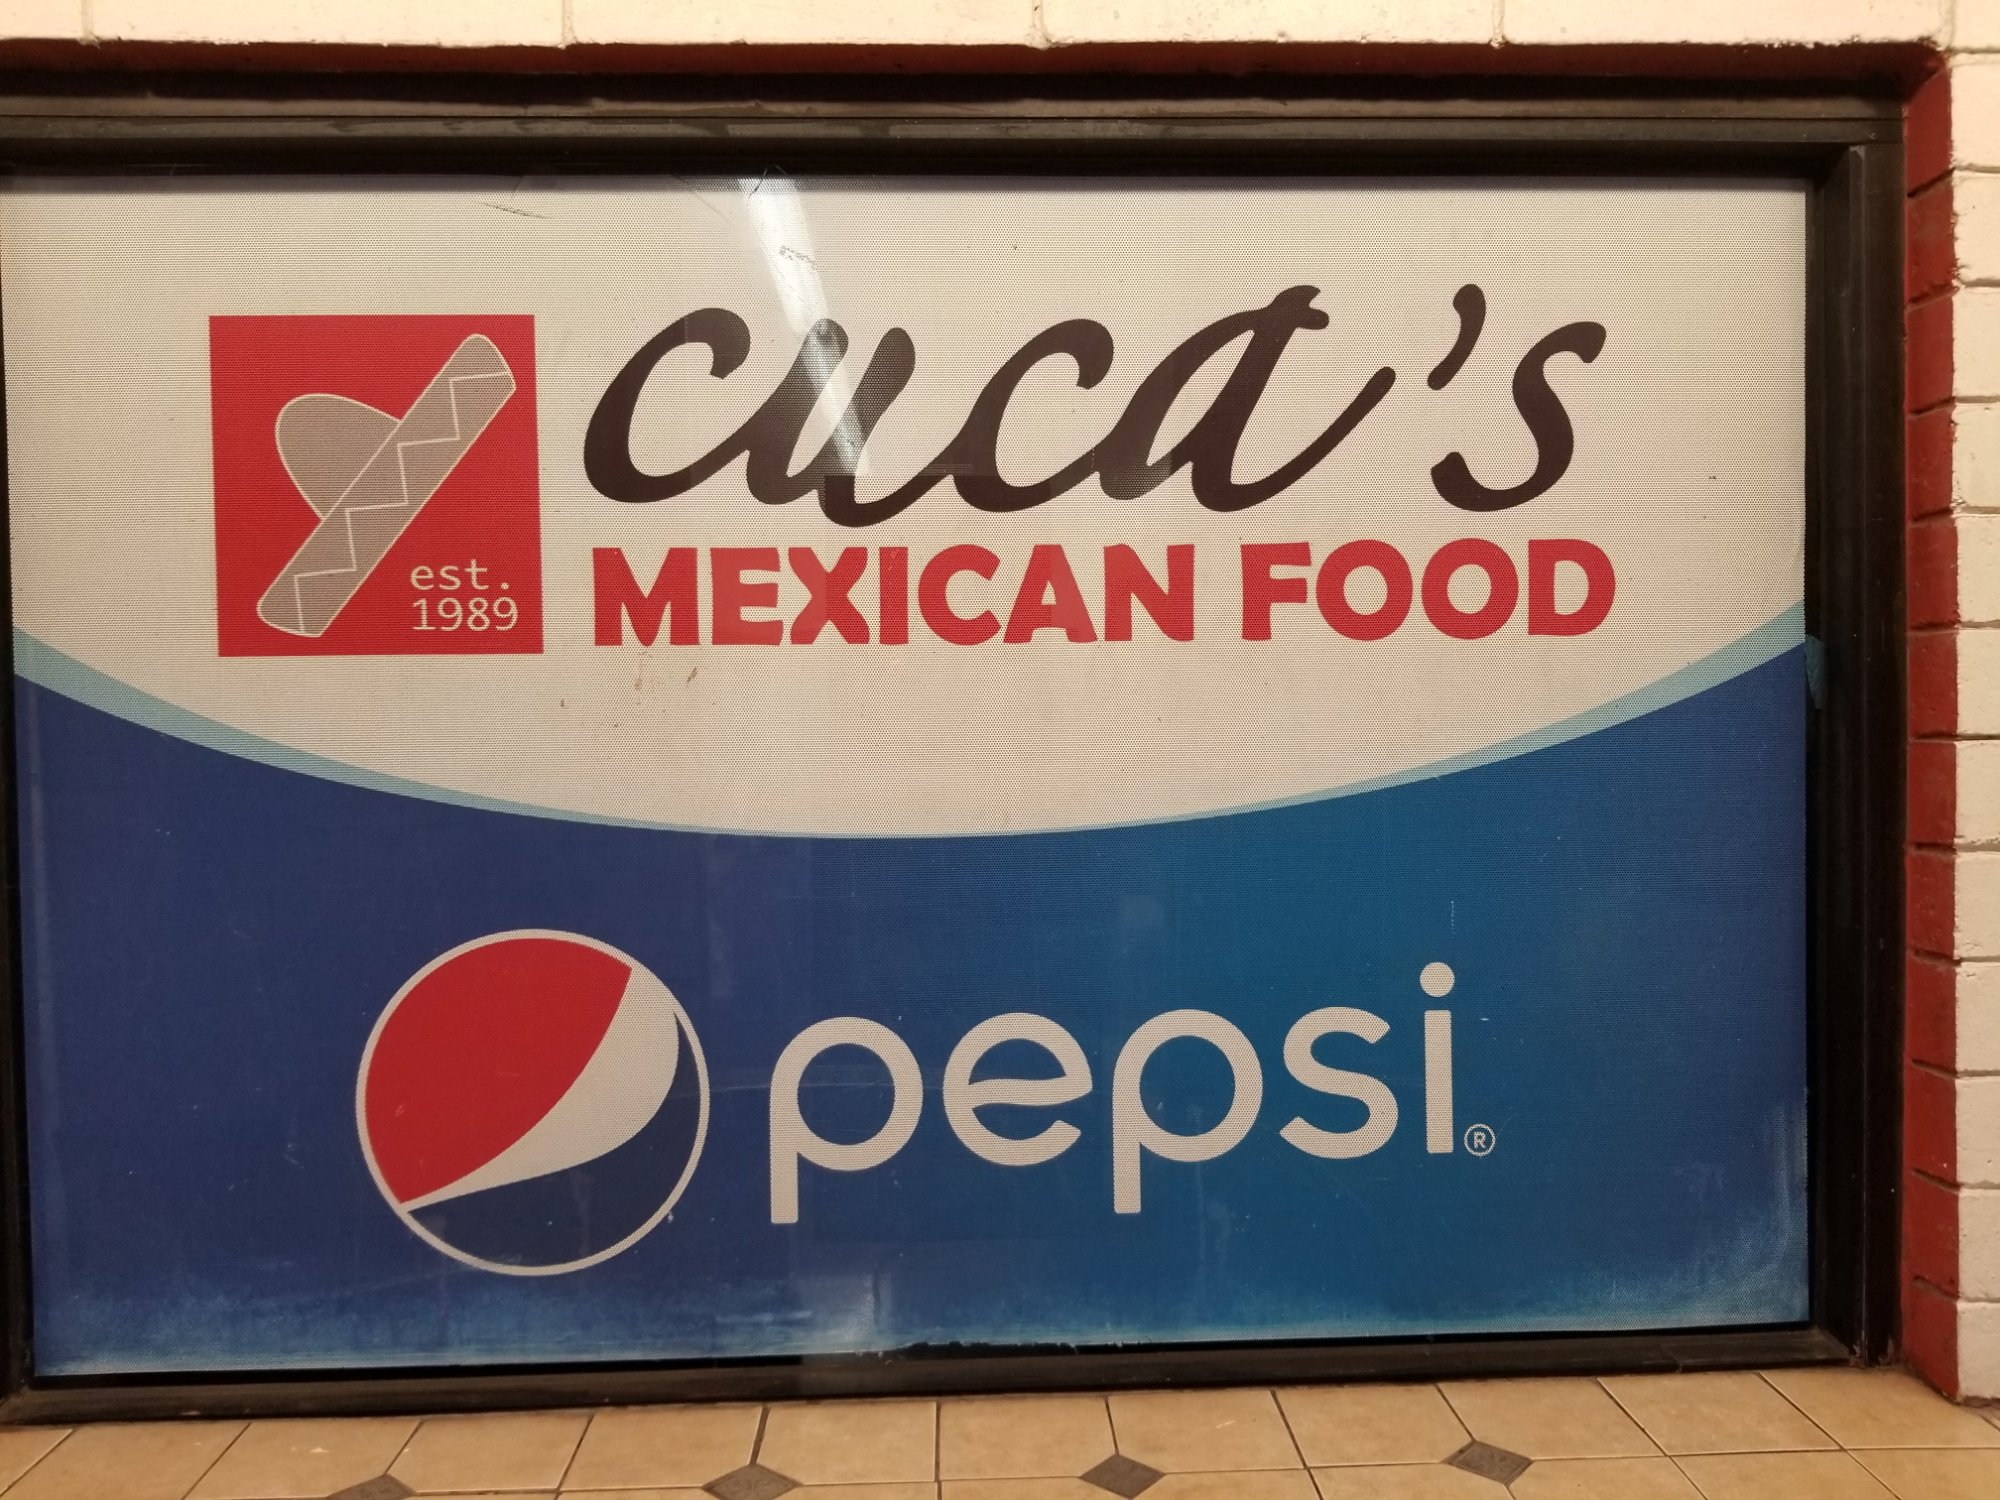 cuca's
MEXICAN FOOD
est.
1989
pepsi®